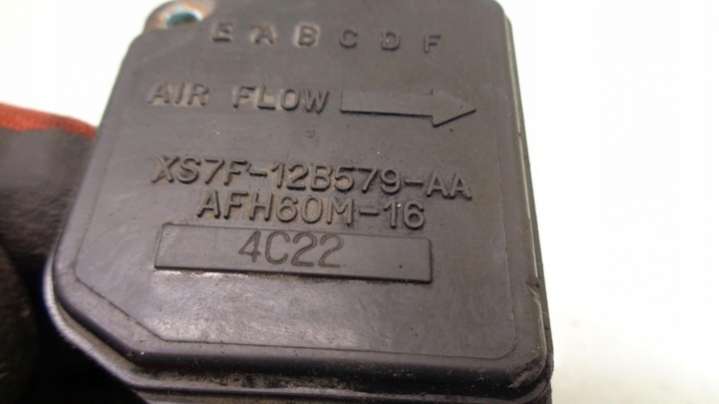 E A B C D F
AIR FLOW
XS7F-12B579-AA
AFH60M-16
4C22